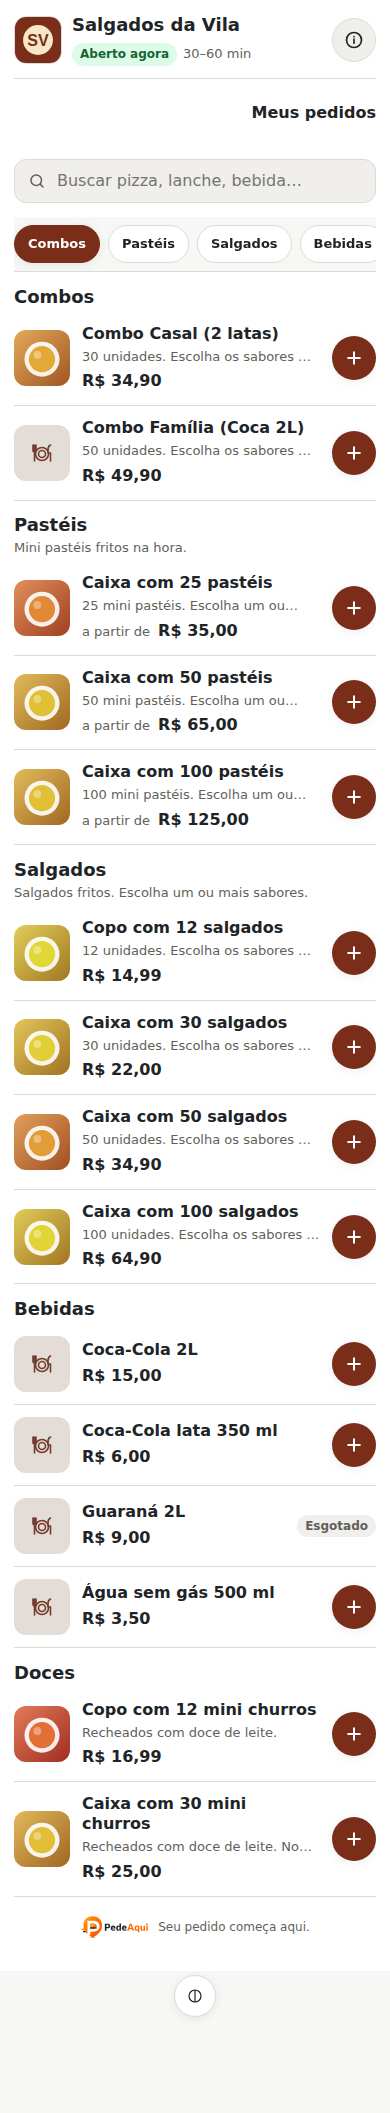 SV
Salgados da Vila
Aberto agora 30–60 min
Meus pedidos
Buscar pizza, lanche, bebida…
Combos Pastéis Salgados Bebidas
Combos
Combo Casal (2 latas)
30 unidades. Escolha os sabores …
R$ 34,90
Combo Família (Coca 2L)
50 unidades. Escolha os sabores …
R$ 49,90
Pastéis
Mini pastéis fritos na hora.
Caixa com 25 pastéis
25 mini pastéis. Escolha um ou…
a partir de R$ 35,00
Caixa com 50 pastéis
50 mini pastéis. Escolha um ou…
a partir de R$ 65,00
Caixa com 100 pastéis
100 mini pastéis. Escolha um ou…
a partir de R$ 125,00
Salgados
Salgados fritos. Escolha um ou mais sabores.
Copo com 12 salgados
12 unidades. Escolha os sabores …
R$ 14,99
Caixa com 30 salgados
30 unidades. Escolha os sabores …
R$ 22,00
Caixa com 50 salgados
50 unidades. Escolha os sabores …
R$ 34,90
Caixa com 100 salgados
100 unidades. Escolha os sabores …
R$ 64,90
Bebidas
Coca-Cola 2L
R$ 15,00
Coca-Cola lata 350 ml
R$ 6,00
Guaraná 2L
R$ 9,00
Esgotado
Água sem gás 500 ml
R$ 3,50
Doces
Copo com 12 mini churros
Recheados com doce de leite.
R$ 16,99
Caixa com 30 mini
churros
Recheados com doce de leite. No…
R$ 25,00
PedeAqui Seu pedido começa aqui.